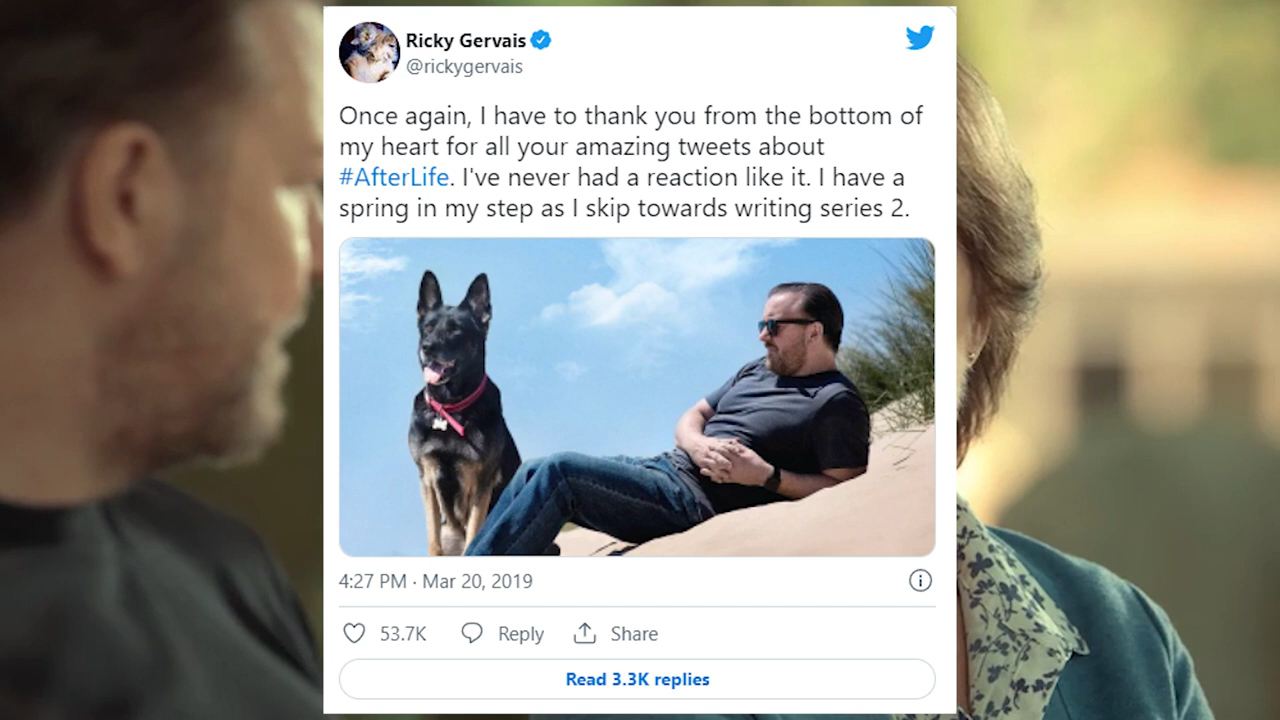 Ricky Gervais
@rickygervais
Once again, I have to thank you from the bottom of
my heart for all your amazing tweets about
#AfterLife. I've never had a reaction like it. I have a
spring in my step as I skip towards writing series 2.
4:27 PM · Mar 20, 2019
53.7K Reply Share
Read 3.3K replies